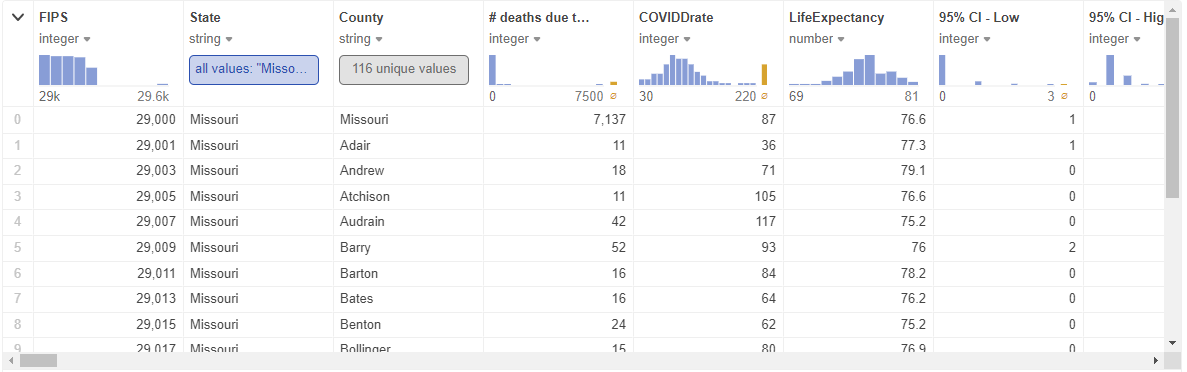 FIPS State County # deaths due t… COVIDDrate LifeExpectancy 95% CI - Low 95% CI - Hig
integer string string integer integer number integer integer
all values: "Misso… 116 unique values
29k 29.6k 0 7500 ∅ 30 220 ∅ 69 81 0 3 ∅ 0
0 29,000 Missouri Missouri 7,137 87 76.6 1
1 29,001 Missouri Adair 11 36 77.3 1
2 29,003 Missouri Andrew 18 71 79.1 0
3 29,005 Missouri Atchison 11 105 76.6 0
4 29,007 Missouri Audrain 42 117 75.2 0
5 29,009 Missouri Barry 52 93 76 2
6 29,011 Missouri Barton 16 84 78.2 0
7 29,013 Missouri Bates 16 64 76.2 0
8 29,015 Missouri Benton 24 62 75.2 0
9 29,017 Missouri Bollinger 15 80 76.9 0